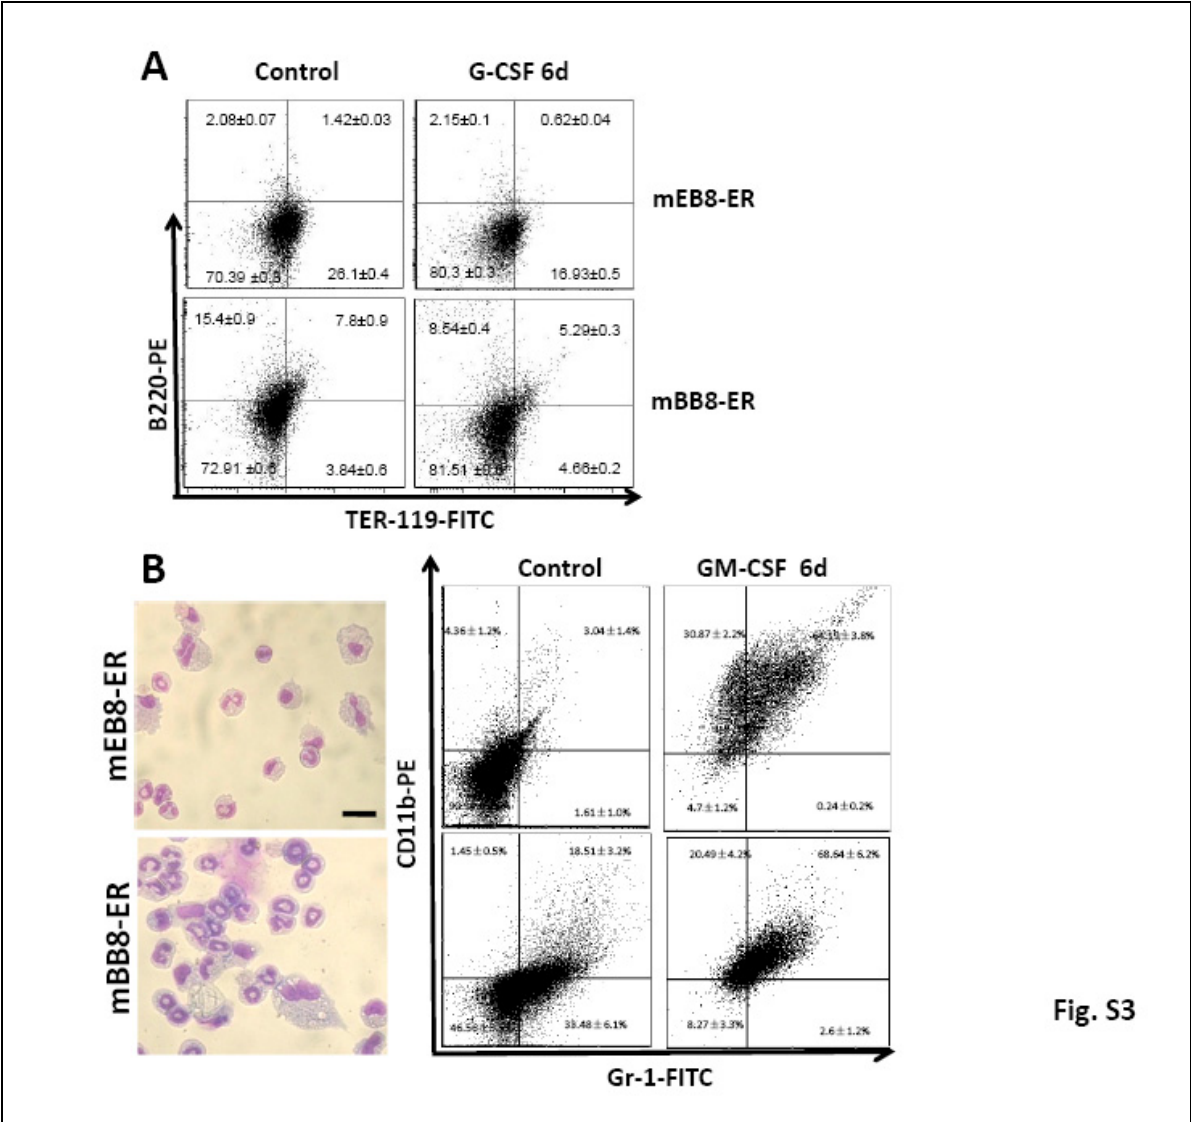 A
Control
G-CSF 6d
2.08±0.07
1.42±0.03
2.15±0.1
0.62±0.04
mEB8-ER
70.39
26.1±0.4
80.3 ±0.3
16.93±0.5
15.4±0.9
7.8±0.9
8.54±0.4
5.29±0.3
mBB8-ER
B220-PE
72.91
3.84±0.6
81.51
4.66±0.2
TER-119-FITC
B
Control
GM-CSF 6d
mEB8-ER
4.36±1.2%
3.04±1.4%
30.87±2.2%
CD11b-PE
1.61±1.0%
4.7±1.2%
0.24±0.2%
mBB8-ER
1.45±0.5%
18.51±3.2%
20.49±4.2%
68.64±6.2%
33.48±6.1%
8.27±3.3%
2.6±1.2%
Gr-1-FITC
Fig. S3